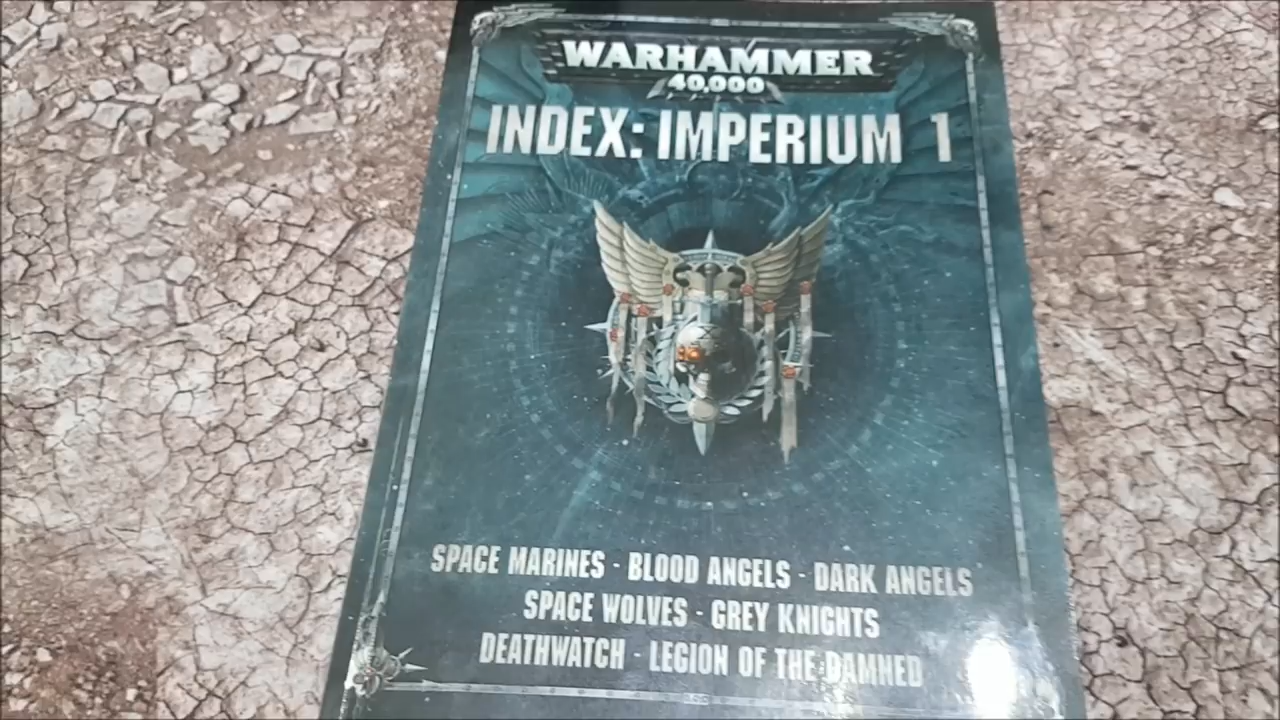 WARHAMMER
40,000
INDEX: IMPERIUM 1
SPACE MARINES - BLOOD ANGELS - DARK ANGELS
SPACE WOLVES - GREY KNIGHTS
DEATHWATCH - LEGION OF THE DAMNED